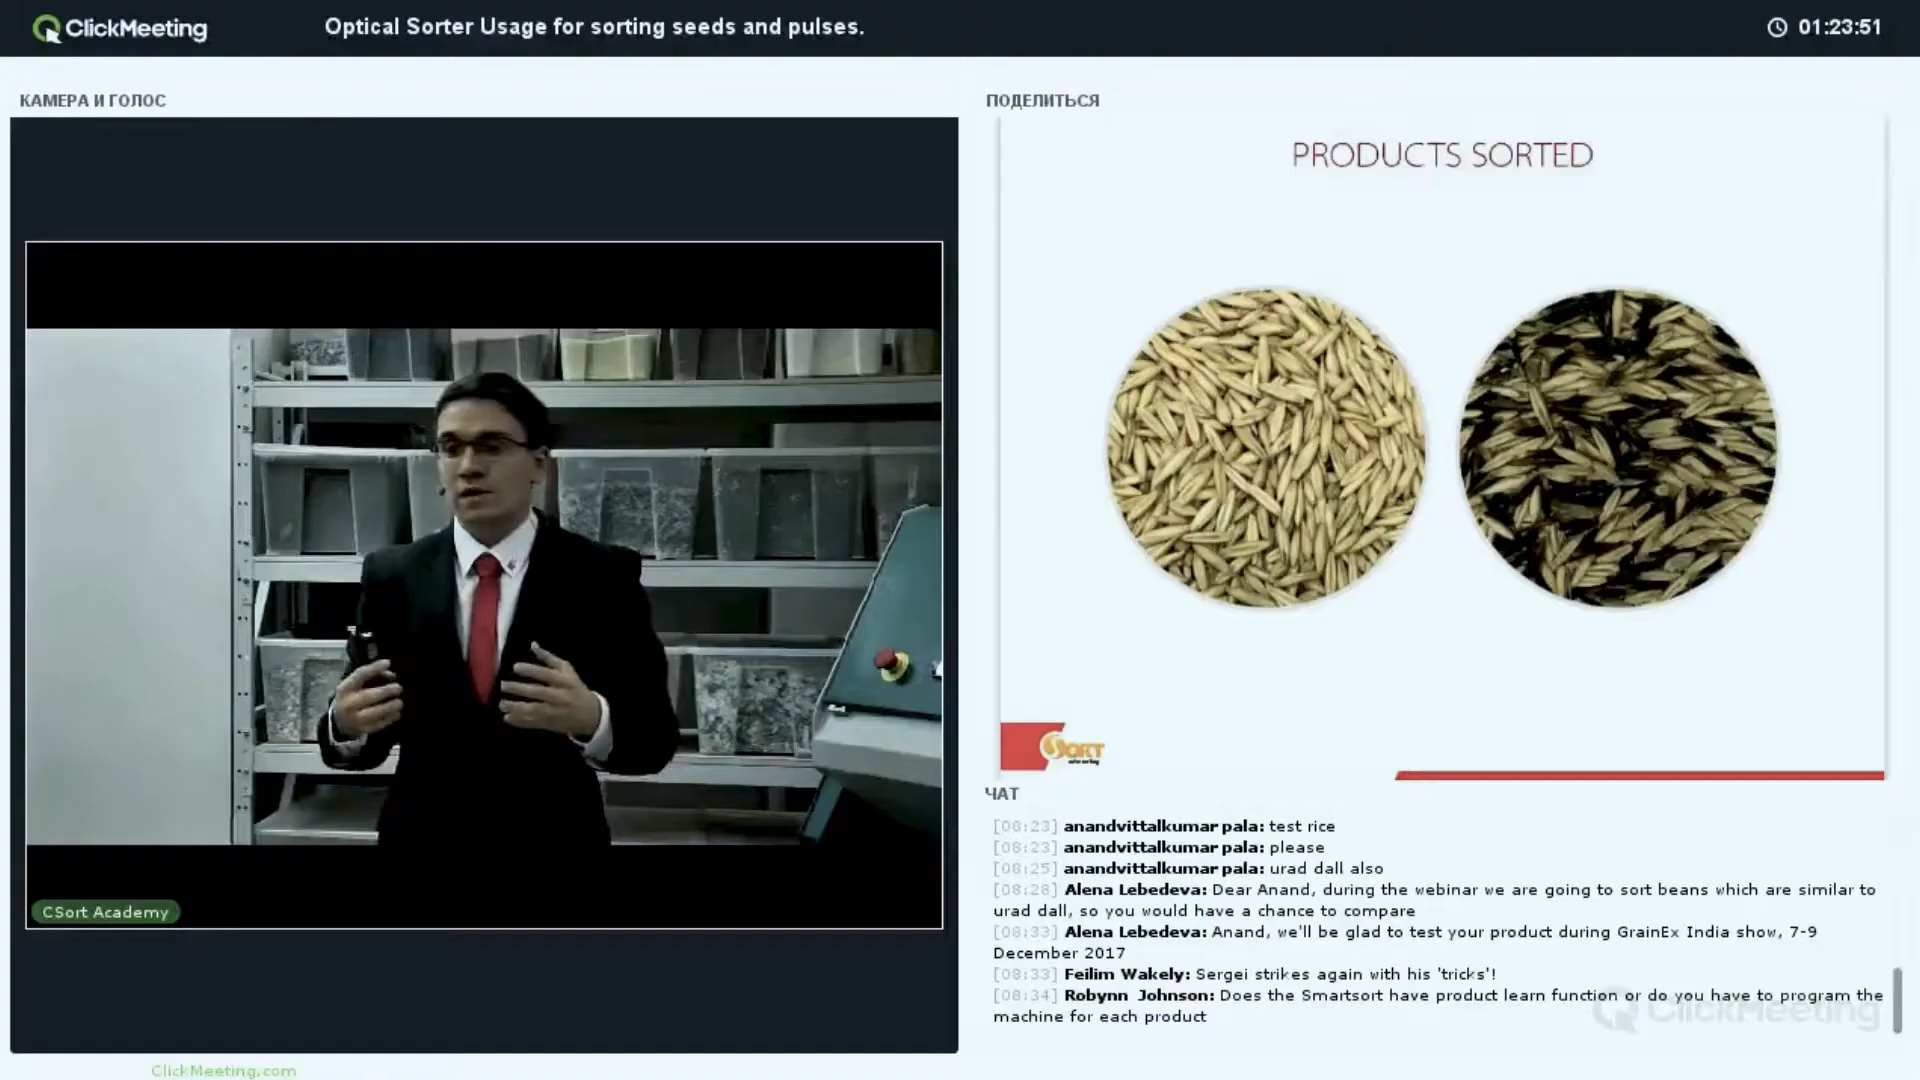 ClickMeeting
Optical Sorter Usage for sorting seeds and pulses.
01:23:51
КАМЕРА И ГОЛОС
CSort Academy
ClickMeeting.com
ПОДЕЛИТЬСЯ
PRODUCTS SORTED
SORT
ЧАТ
[08:23] anandvittalkumar pala: test rice
[08:23] anandvittalkumar pala: please
[08:25] anandvittalkumar pala: urad dall also
[08:28] Alena Lebedeva: Dear Anand, during the webinar we are going to sort beans which are similar to
urad dall, so you would have a chance to compare
[08:33] Alena Lebedeva: Anand, we'll be glad to test your product during GrainEx India show, 7-9
December 2017
[08:33] Feilim Wakely: Sergei strikes again with his 'tricks'!
[08:34] Robynn Johnson: Does the Smartsort have product learn function or do you have to program the
machine for each product
ClickMeeting